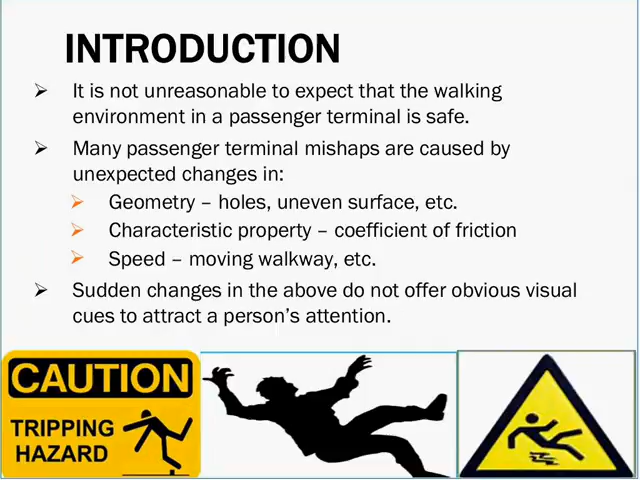 INTRODUCTION
It is not unreasonable to expect that the walking
environment in a passenger terminal is safe.
Many passenger terminal mishaps are caused by
unexpected changes in:
Geometry – holes, uneven surface, etc.
Characteristic property – coefficient of friction
Speed – moving walkway, etc.
Sudden changes in the above do not offer obvious visual
cues to attract a person's attention.
CAUTION
TRIPPING
HAZARD